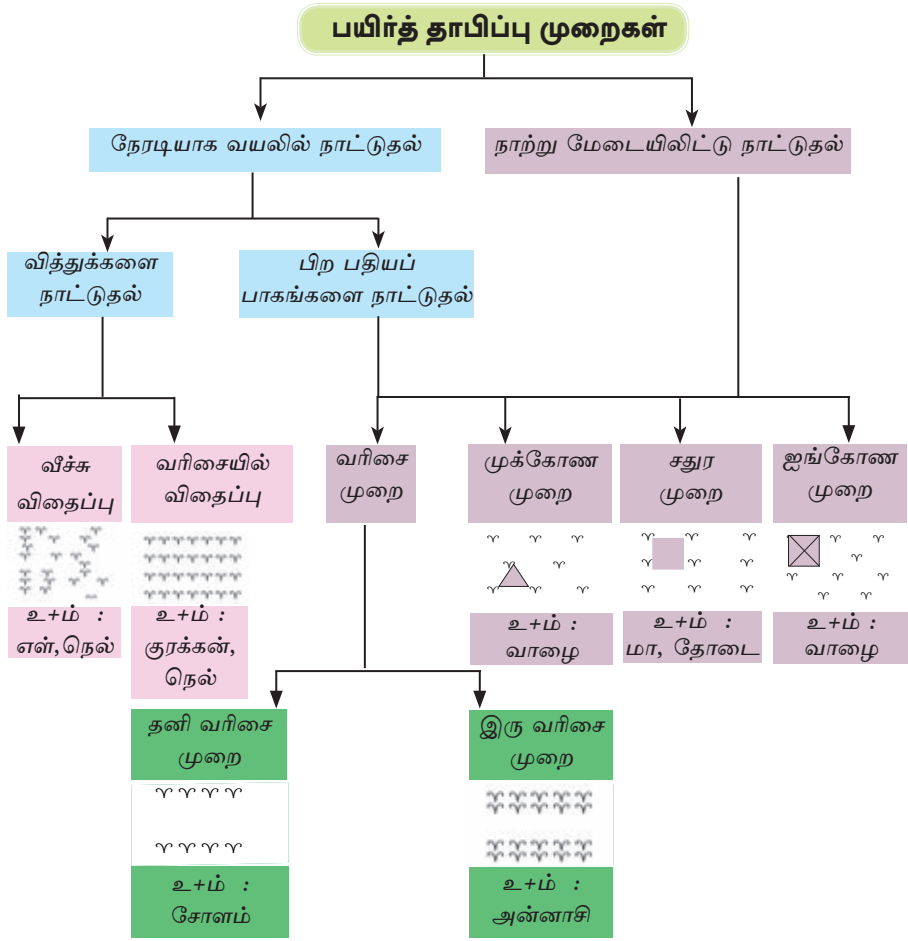 பயிர்த் தாபிப்பு முறைகள்
நேரடியாக வயலில் நாட்டுதல்
நாற்று மேடையிலிட்டு நாட்டுதல்
வித்துக்களை
நாட்டுதல்
பிற பதியப்
பாகங்களை நாட்டுதல்
வீச்சு
விதைப்பு
வரிசையில்
விதைப்பு
வரிசை
முறை
முக்கோண
முறை
சதுர
முறை
ஐங்கோண
முறை
உ+ம் :
எள்,நெல்
உ+ம் :
குரக்கன்,
நெல்
உ+ம் :
வாழை
உ+ம் :
மா, தோடை
உ+ம் :
வாழை
தனி வரிசை
முறை
இரு வரிசை
முறை
உ+ம் :
சோளம்
உ+ம் :
அன்னாசி